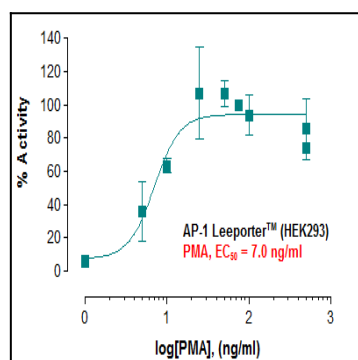 140
120
100
80
60
40
20
0
% Activity
AP-1 Leeporter™ (HEK293)
PMA, EC₅₀ = 7.0 ng/ml
0 1 2 3
log[PMA], (ng/ml)